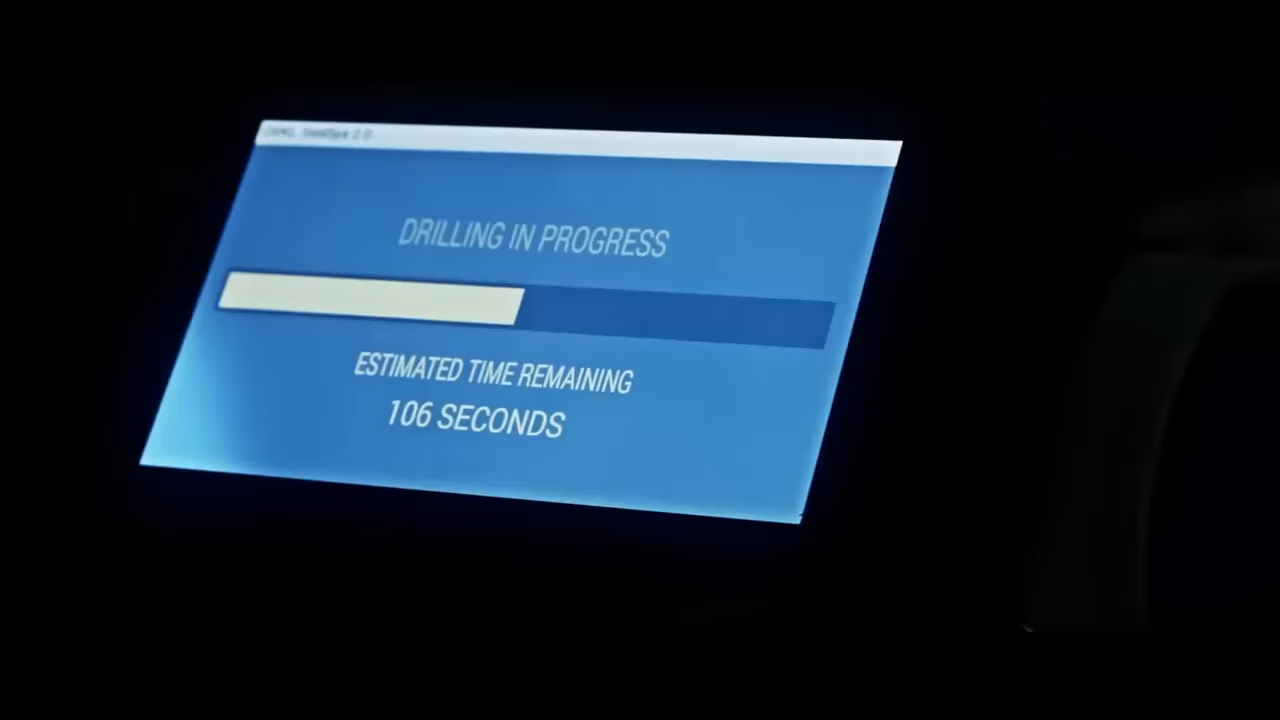 DRILLING IN PROGRESS
ESTIMATED TIME REMAINING
106 SECONDS